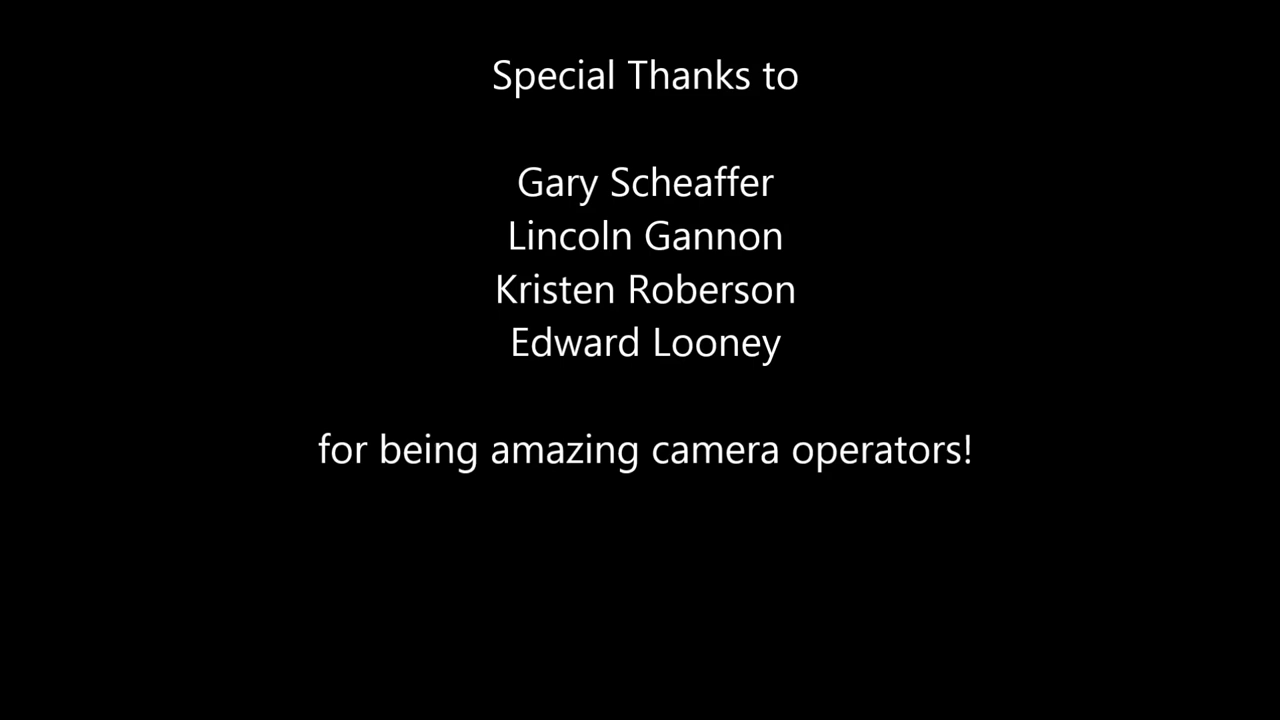 Special Thanks to
Gary Scheaffer
Lincoln Gannon
Kristen Roberson
Edward Looney
for being amazing camera operators!